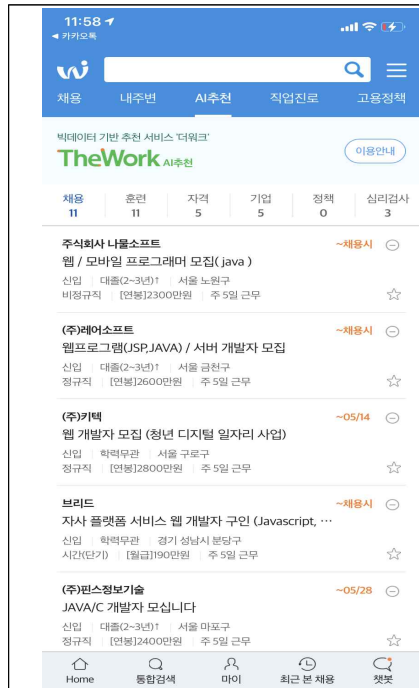 11:58
◀ 카카오톡
채용 내주변 AI추천 직업진로 고용정책
빅데이터 기반 추천 서비스 '더워크'
TheWork AI추천
이용안내
채용 훈련 자격 기업 정책 심리검사
11 11 5 5 0 3
주식회사 나물소프트 ~채용시
웹 / 모바일 프로그래머 모집( java )
신입 대졸(2~3년)↑ 서울 노원구
비정규직 [연봉]2300만원 주 5일 근무
(주)레어소프트 ~채용시
웹프로그램(JSP,JAVA) / 서버 개발자 모집
신입 대졸(2~3년)↑ 서울 금천구
정규직 [연봉]2600만원 주 5일 근무
(주)키텍 ~05/14
웹 개발자 모집 (청년 디지털 일자리 사업)
신입 학력무관 서울 구로구
정규직 [연봉]2800만원 주 5일 근무
브리드 ~채용시
자사 플랫폼 서비스 웹 개발자 구인 (Javascript, ···
신입 학력무관 경기 성남시 분당구
시간(단기) [월급]190만원 주 5일 근무
(주)핀스정보기술 ~05/28
JAVA/C 개발자 모십니다
신입 대졸(2~3년)↑ 서울 마포구
정규직 [연봉]2400만원 주 5일 근무
Home 통합검색 마이 최근 본 채용 챗봇